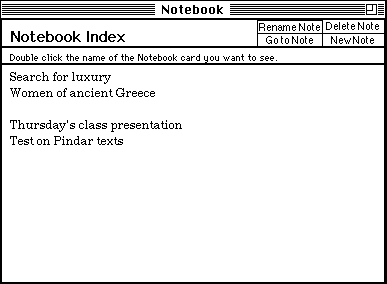 Notebook
Notebook Index
Rename Note
Delete Note
Go to Note
New Note
Double click the name of the Notebook card you want to see.
Search for luxury
Women of ancient Greece
Thursday's class presentation
Test on Pindar texts